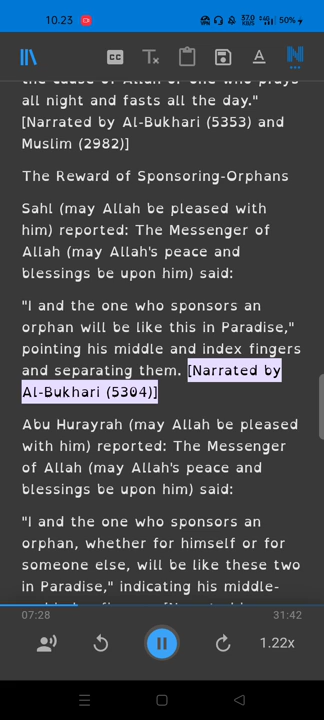 10.23
37.0
KB/S
50%
CC
the cause of Allah or one who prays
all night and fasts all the day."
[Narrated by Al-Bukhari (5353) and
Muslim (2982)]
The Reward of Sponsoring-Orphans
Sahl (may Allah be pleased with
him) reported: The Messenger of
Allah (may Allah's peace and
blessings be upon him) said:
"I and the one who sponsors an
orphan will be like this in Paradise,"
pointing his middle and index fingers
and separating them. [Narrated by
Al-Bukhari (5304)]
Abu Hurayrah (may Allah be pleased
with him) reported: The Messenger
of Allah (may Allah's peace and
blessings be upon him) said:
"I and the one who sponsors an
orphan, whether for himself or for
someone else, will be like these two
in Paradise," indicating his middle-
07:28
31:42
1.22x